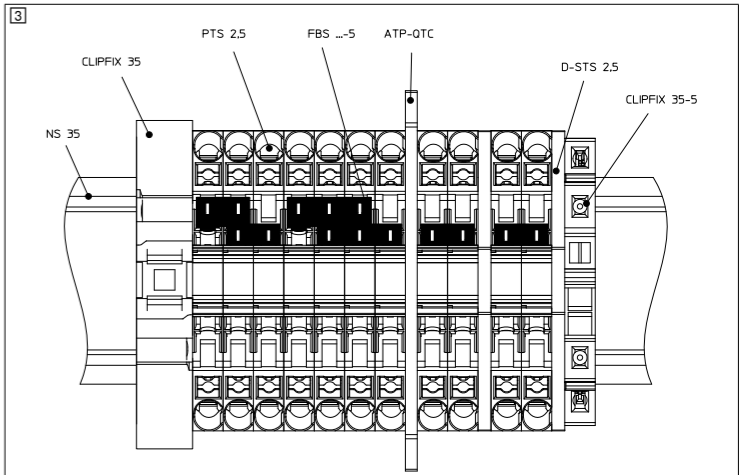 3
PTS 2,5
FBS ...-5
ATP-QTC
CLIPFIX 35
D-STS 2,5
CLIPFIX 35-5
NS 35